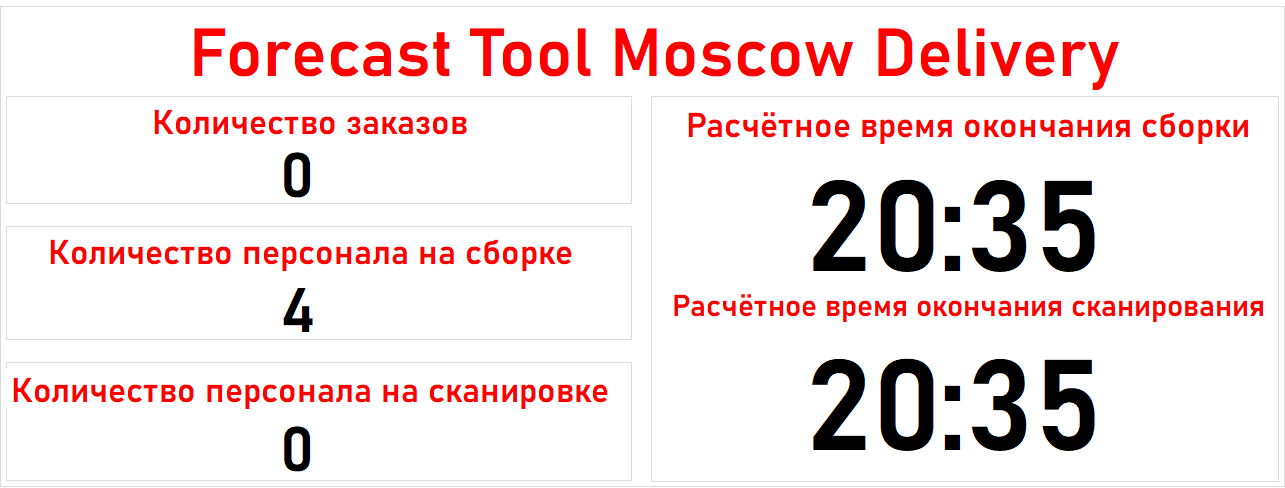 Forecast Tool Moscow Delivery
Количество заказов
0
Количество персонала на сборке
4
Количество персонала на сканировке
0
Расчётное время окончания сборки
20:35
Расчётное время окончания сканирования
20:35